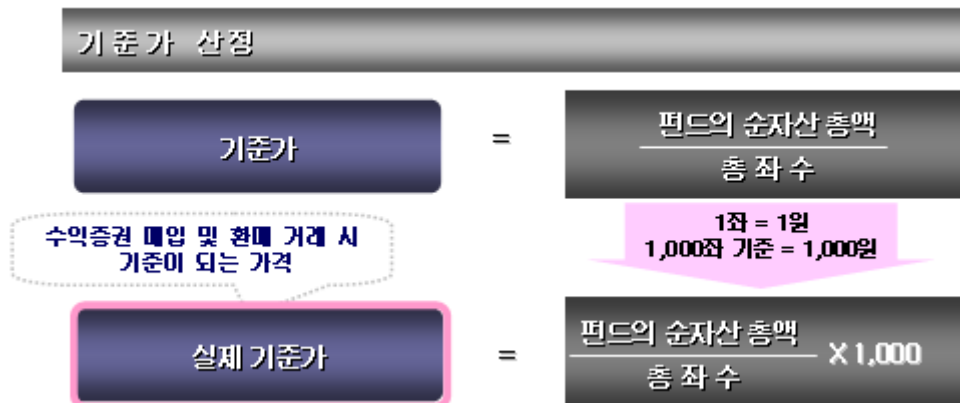 기 준 가 산 정
기준가
=
펀드의 순자산 총액
총 좌 수
수익증권 매입 및 환매 거래 시
기준이 되는 가격
1좌 = 1원
1,000좌 기준 = 1,000원
실제 기준가
=
펀드의 순자산 총액
총 좌 수
X 1,000